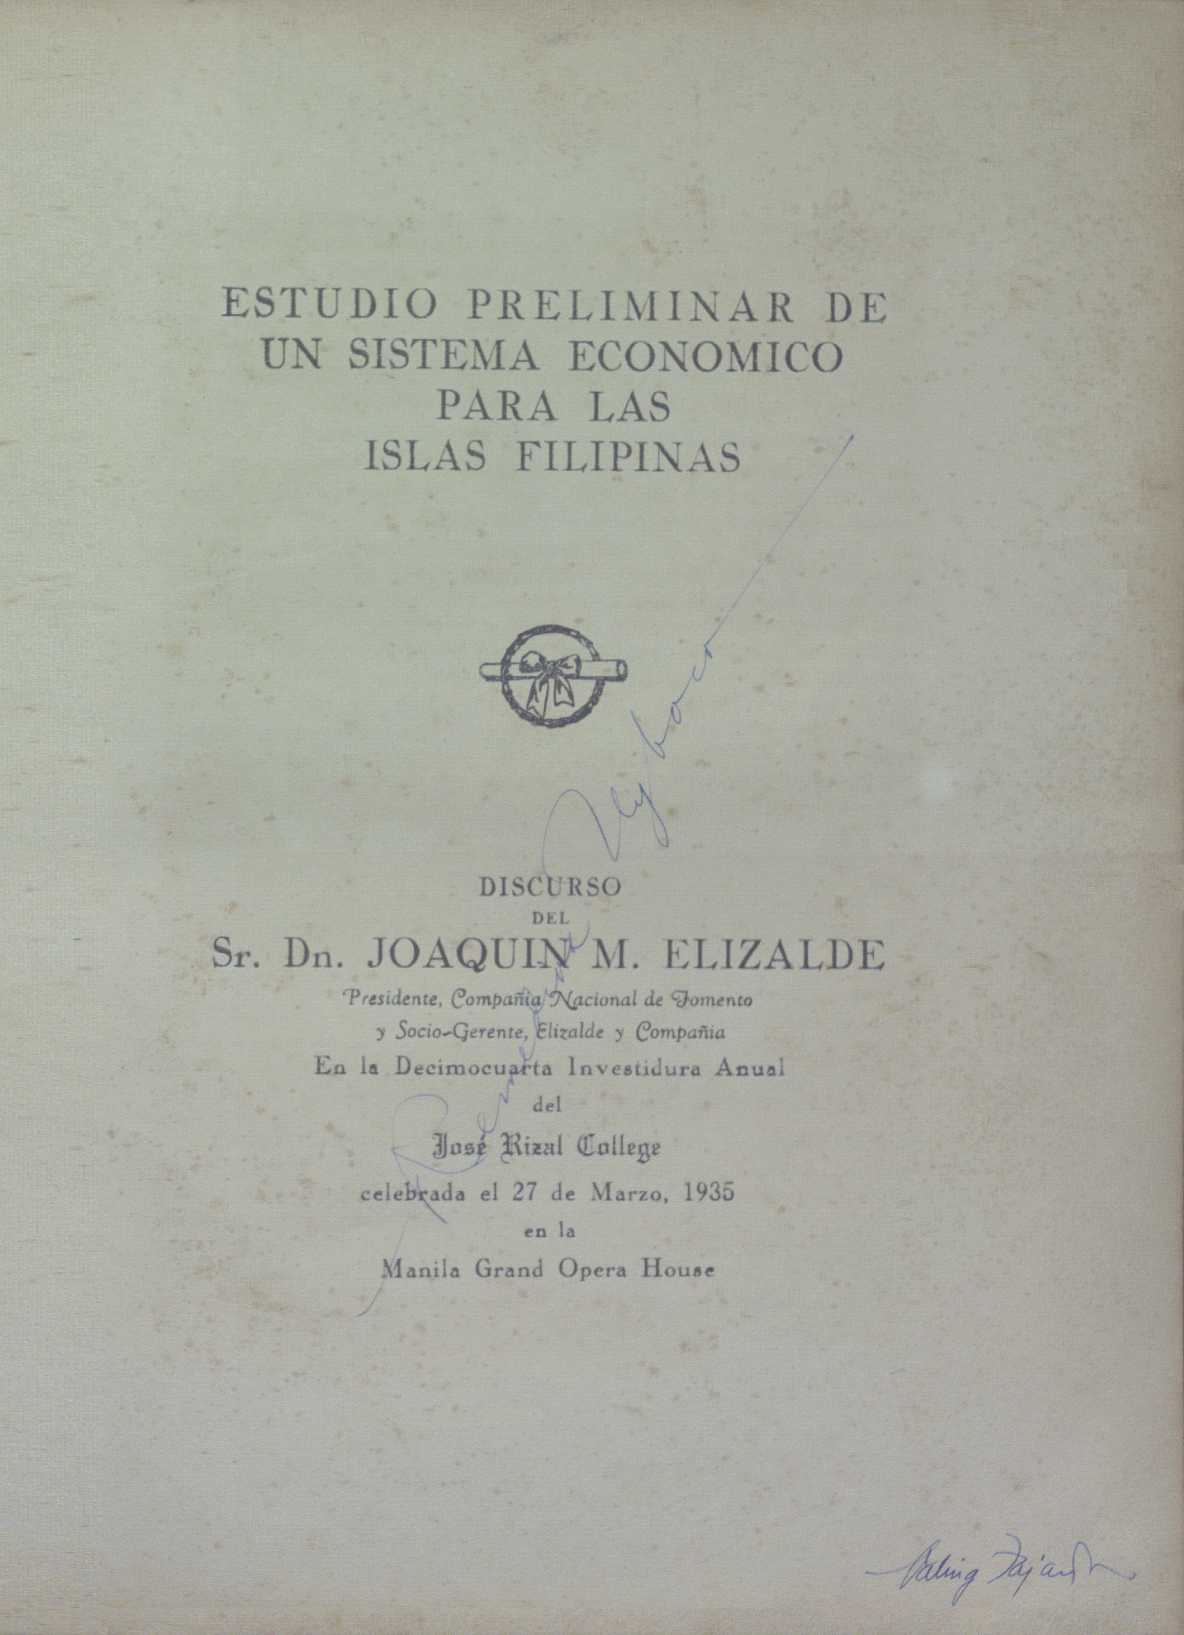 ESTUDIO PRELIMINAR DE
UN SISTEMA ECONOMICO
PARA LAS
ISLAS FILIPINAS
DISCURSO
DEL
Sr. Dn. JOAQUIN M. ELIZALDE
Presidente, Compañia Nacional de Fomento
y Socio-Gerente, Elizalde y Compañia
En la Decimocuarta Investidura Anual
del
José Rizal College
celebrada el 27 de Marzo, 1935
en la
Manila Grand Opera House